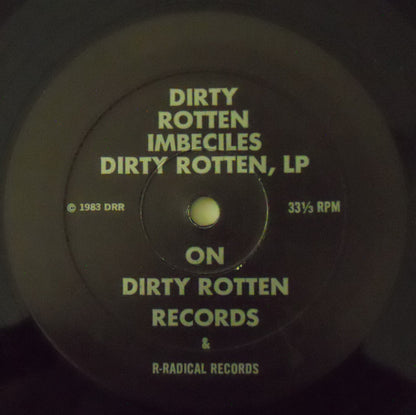 DIRTY
ROTTEN
IMBECILES
DIRTY ROTTEN, LP
© 1983 DRR
33⅓ RPM
ON
DIRTY ROTTEN
RECORDS
&
R-RADICAL RECORDS